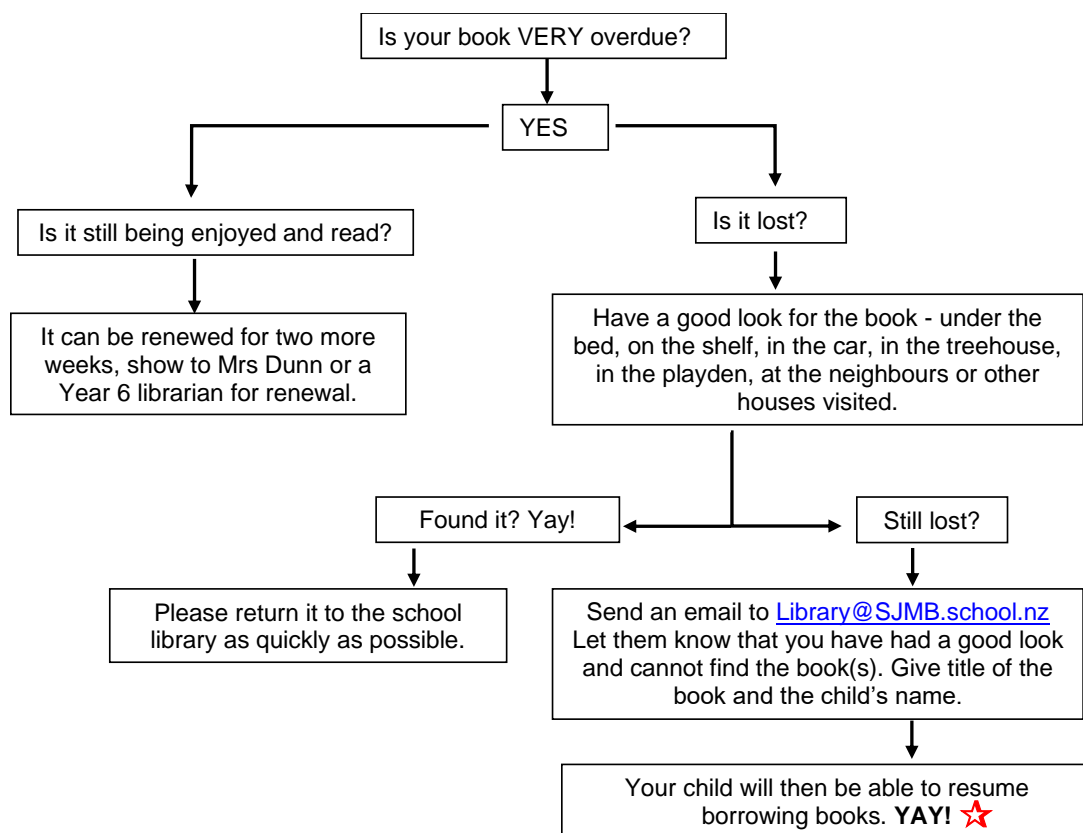 Is your book VERY overdue?
YES
Is it still being enjoyed and read?
Is it lost?
It can be renewed for two more
weeks, show to Mrs Dunn or a
Year 6 librarian for renewal.
Have a good look for the book - under the
bed, on the shelf, in the car, in the treehouse,
in the playden, at the neighbours or other
houses visited.
Found it? Yay!
Still lost?
Please return it to the school
library as quickly as possible.
Send an email to Library@SJMB.school.nz
Let them know that you have had a good look
and cannot find the book(s). Give title of the
book and the child’s name.
Your child will then be able to resume
borrowing books. YAY!